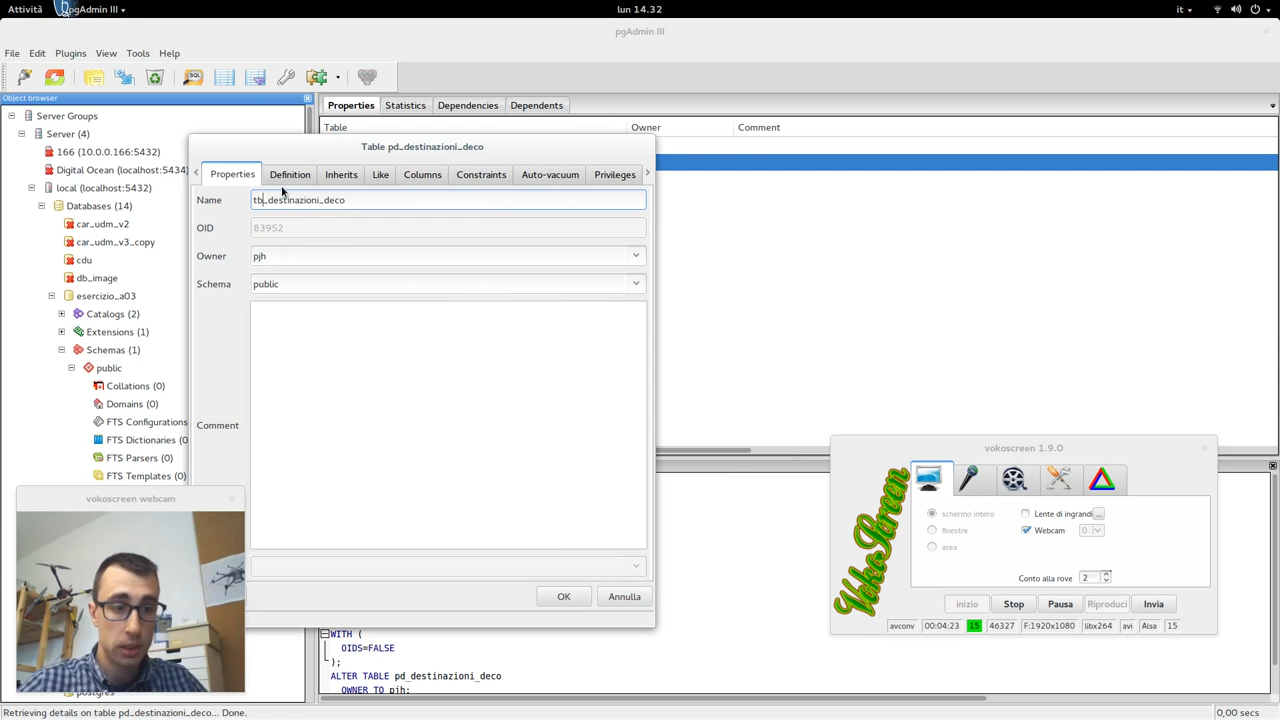 Attività pgAdmin III lun 14.32 it
pgAdmin III
File Edit Plugins View Tools Help
SQL
Object browser
Server Groups
Server (4)
166 (10.0.0.166:5432)
Digital Ocean (localhost:5434)
local (localhost:5432)
Databases (14)
car_udm_v2
car_udm_v3_copy
cdu
db_image
esercizio_a03
Catalogs (2)
Extensions (1)
Schemas (1)
public
Collations (0)
Domains (0)
FTS Configurations
FTS Dictionaries (0
FTS Parsers (0)
FTS Templates (0)
postgres
Properties Statistics Dependencies Dependents
Table Owner Comment
Table pd_destinazioni_deco
Properties Definition Inherits Like Columns Constraints Auto-vacuum Privileges
Name tb_destinazioni_deco
OID 83952
Owner pjh
Schema public
Comment
OK Annulla
WITH (
OIDS=FALSE
);
ALTER TABLE pd_destinazioni_deco
OWNER TO pjh;
vokoscreen webcam
vokoscreen 1.9.0
VokoScreen
schermo intero
finestre
area
Lente di ingrandi ...
Webcam 0
Conto alla rove 2
inizio Stop Pausa Riproduci Invia
avconv 00:04:23 15 46327 F:1920x1080 libx264 avi Alsa 15
Retrieving details on table pd_destinazioni_deco... Done. 0,00 secs